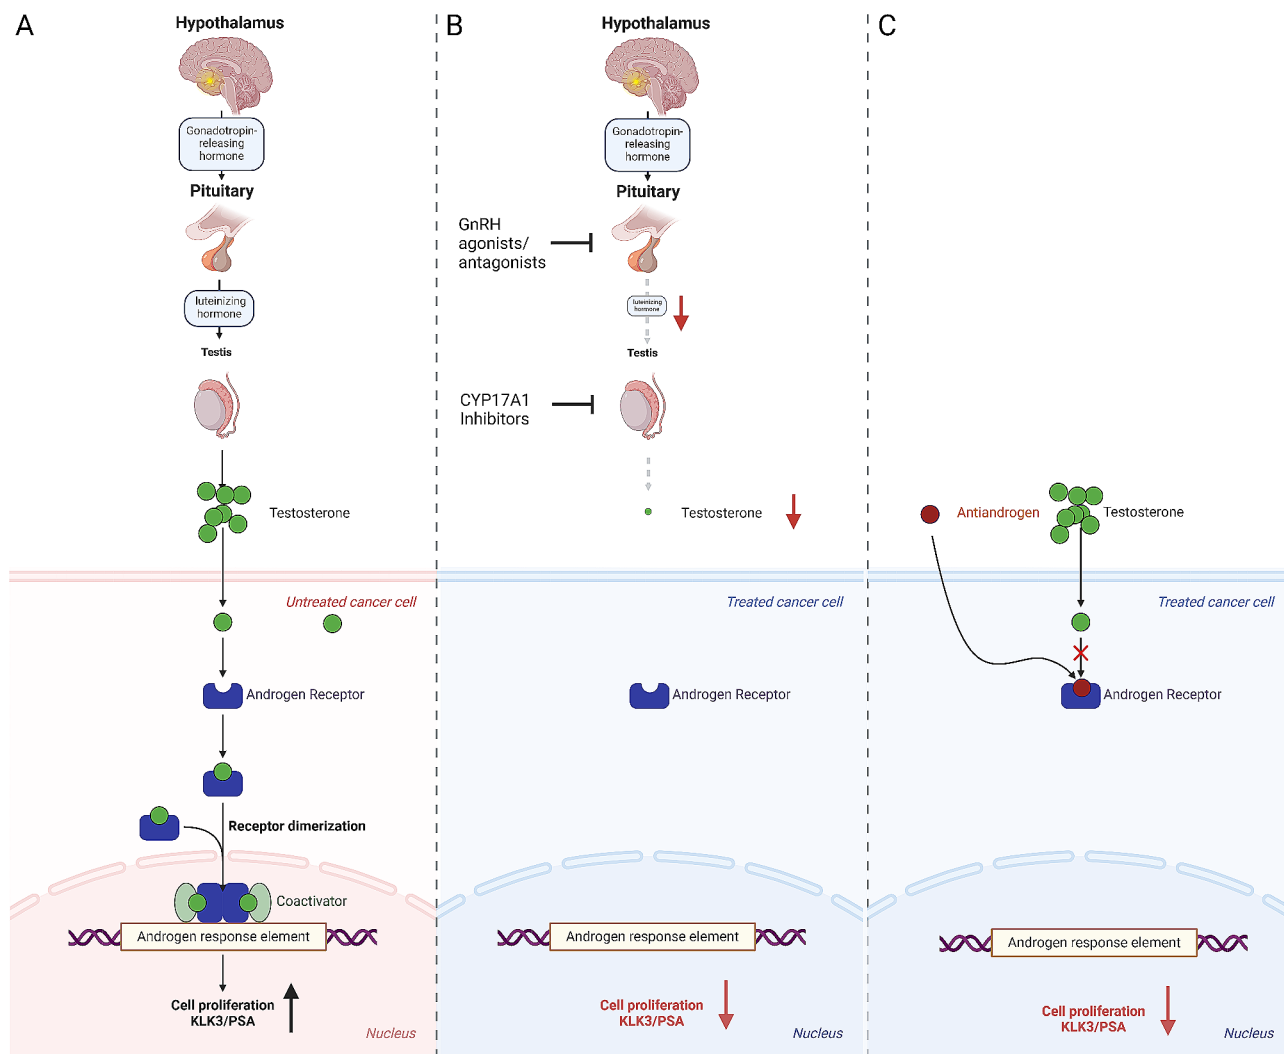 A
Hypothalamus
Gonadotropin-
releasing
hormone
Pituitary
luteinizing
hormone
Testis
Testosterone
Untreated cancer cell
Androgen Receptor
Receptor dimerization
Coactivator
Androgen response element
Cell proliferation
KLK3/PSA
Nucleus
B
Hypothalamus
Gonadotropin-
releasing
hormone
Pituitary
GnRH
agonists/
antagonists
luteinizing
hormone
Testis
CYP17A1
Inhibitors
Testosterone
Treated cancer cell
Androgen Receptor
Androgen response element
Cell proliferation
KLK3/PSA
Nucleus
C
Antiandrogen
Testosterone
Treated cancer cell
Androgen Receptor
Androgen response element
Cell proliferation
KLK3/PSA
Nucleus